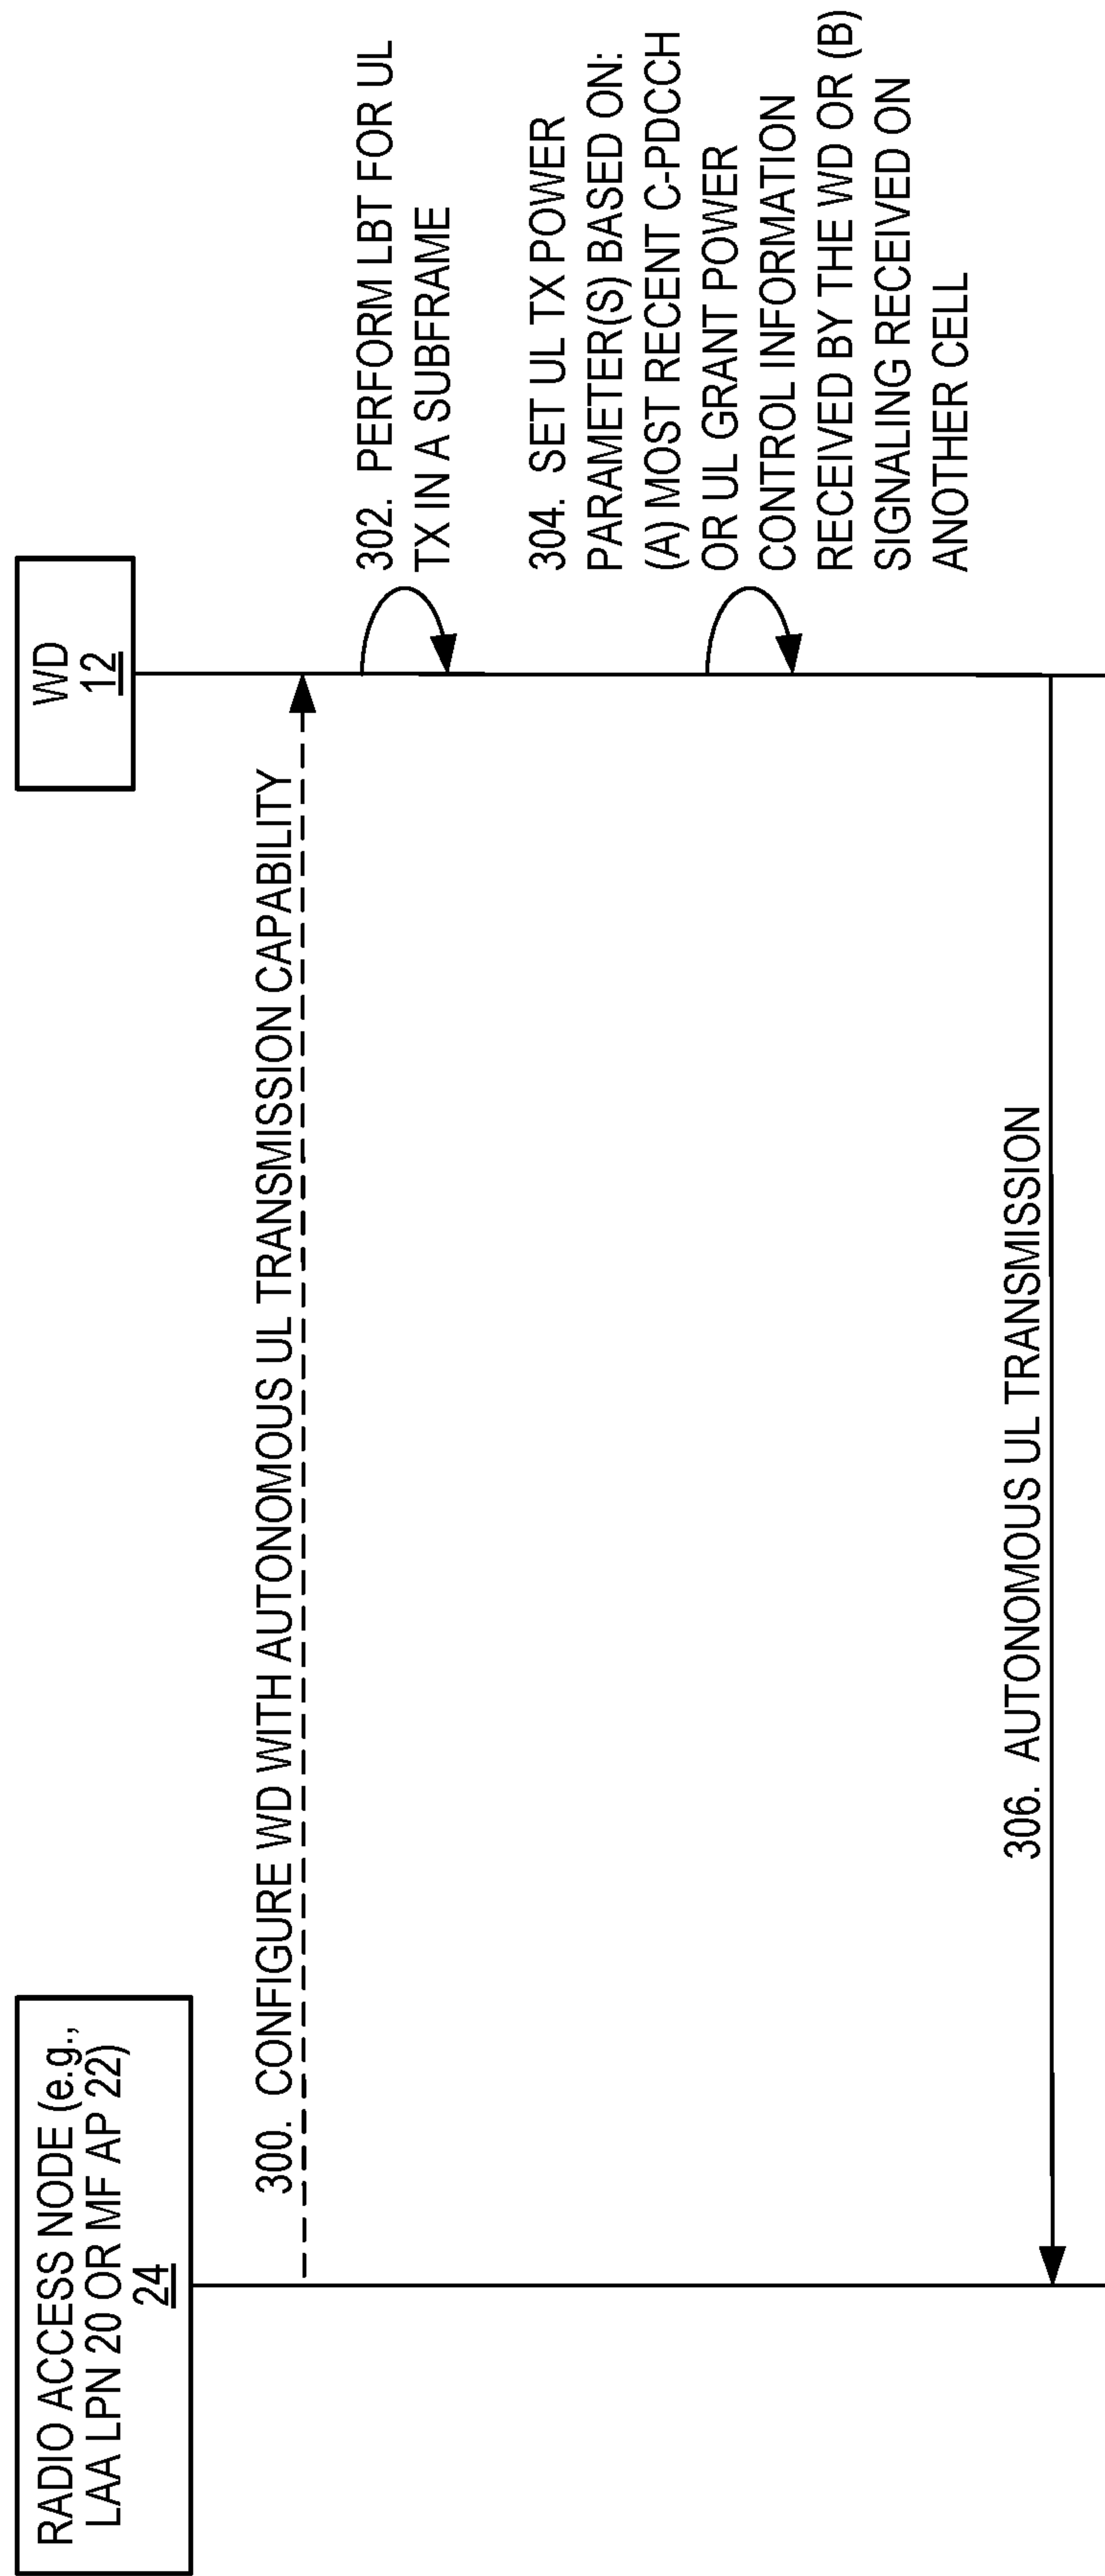 RADIO ACCESS NODE (e.g.,
LAA LPN 20 OR MF AP 22)
24
WD
12
300. CONFIGURE WD WITH AUTONOMOUS UL TRANSMISSION CAPABILITY
302. PERFORM LBT FOR UL
TX IN A SUBFRAME
304. SET UL TX POWER
PARAMETER(S) BASED ON:
(A) MOST RECENT C-PDCCH
OR UL GRANT POWER
CONTROL INFORMATION
RECEIVED BY THE WD OR (B)
SIGNALING RECEIVED ON
ANOTHER CELL
306. AUTONOMOUS UL TRANSMISSION